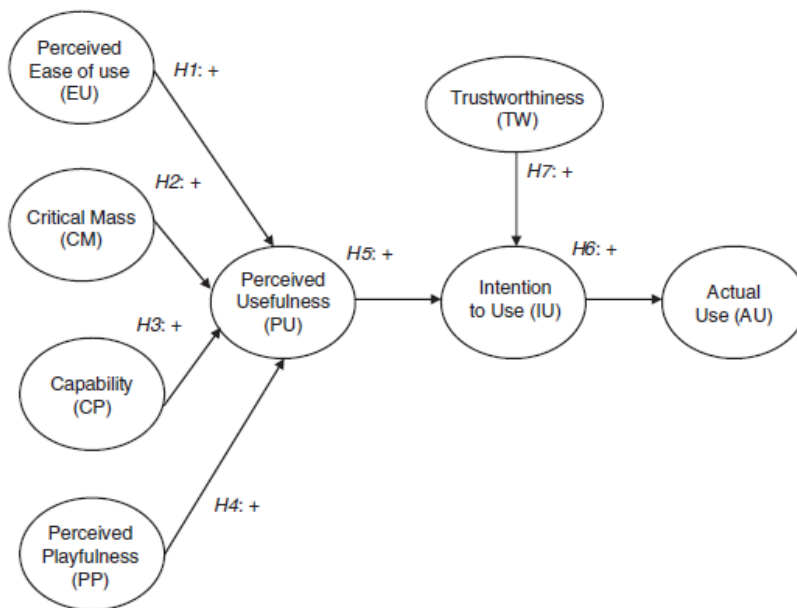 Perceived
Ease of use
(EU)
H1: +
Trustworthiness
(TW)
H2: +
H7: +
Critical Mass
(CM)
H5: +
H6: +
Perceived
Usefulness
(PU)
Intention
to Use (IU)
Actual
Use (AU)
H3: +
Capability
(CP)
H4: +
Perceived
Playfulness
(PP)